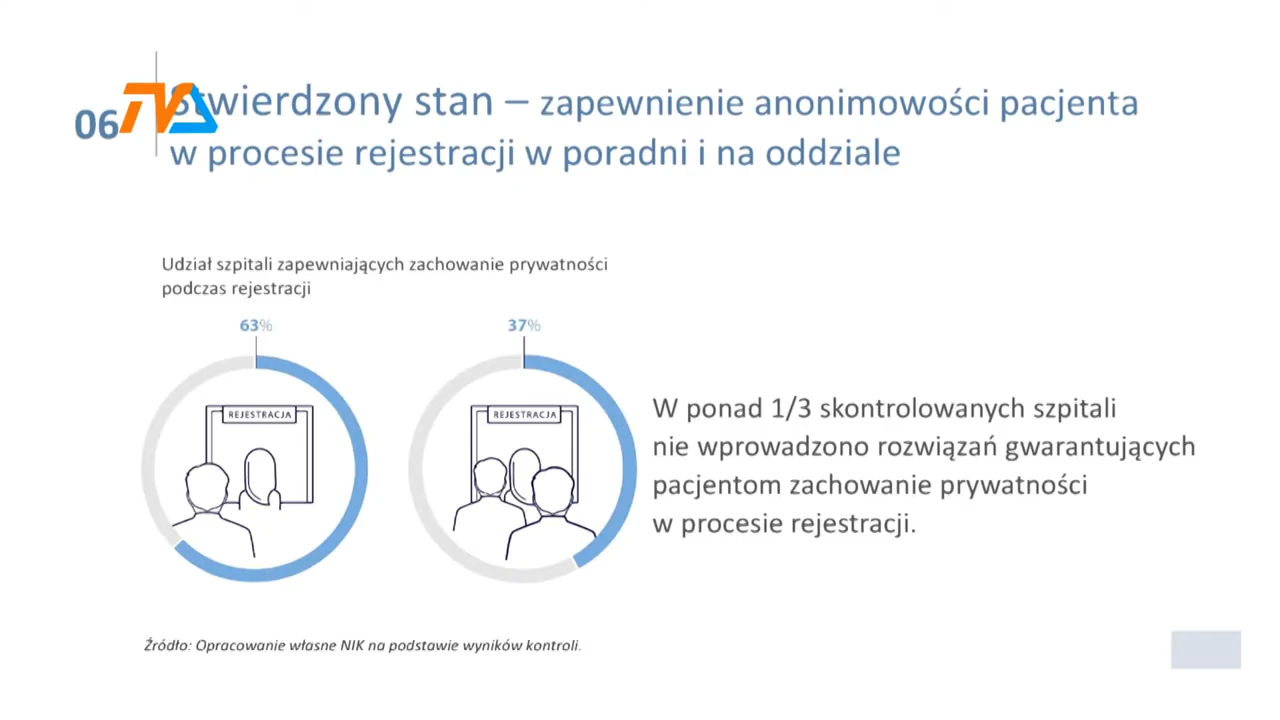 06
Stwierdzony stan – zapewnienie anonimowości pacjenta
w procesie rejestracji w poradni i na oddziale
Udział szpitali zapewniających zachowanie prywatności
podczas rejestracji
63%
37%
REJESTRACJA
REJESTRACJA
W ponad 1/3 skontrolowanych szpitali
nie wprowadzono rozwiązań gwarantujących
pacjentom zachowanie prywatności
w procesie rejestracji.
Źródło: Opracowanie własne NIK na podstawie wyników kontroli.